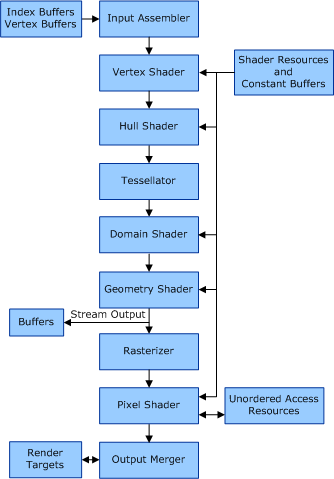 Index Buffers
Vertex Buffers
Input Assembler
Vertex Shader
Shader Resources
and
Constant Buffers
Hull Shader
Tessellator
Domain Shader
Geometry Shader
Stream Output
Buffers
Rasterizer
Pixel Shader
Unordered Access
Resources
Render
Targets
Output Merger